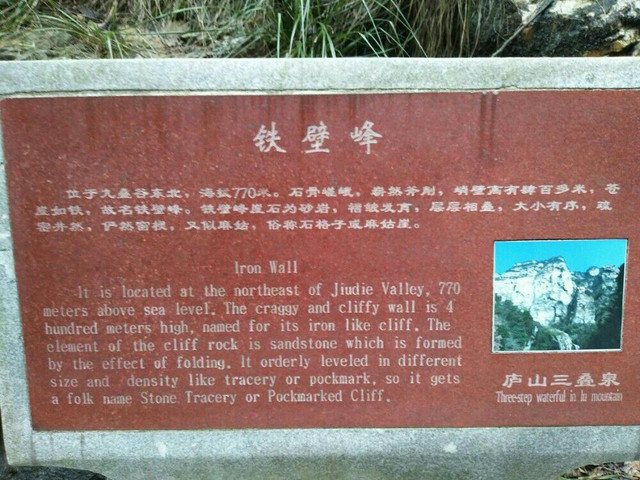 铁壁峰
位于九叠谷东北，海拔770米。石骨嵯峨，嶄然斧削，峭壁高有肆百多米，苍
崖如铁，故名铁壁峰。铁壁峰崖石为砂岩，褶皱发育，层层相叠，大小有序，疏
密井然，俨然窗棂，又似麻姑，俗称石格子或麻姑崖。
Iron Wall
It is located at the northeast of Jiudie Valley, 770
meters above sea level. The craggy and cliffy wall is 4
hundred meters high, named for its iron like cliff. The
element of the cliff rock is sandstone which is formed
by the effect of folding. It orderly leveled in different
size and density like tracery or pockmark, so it gets
a folk name Stone Tracery or Pockmarked Cliff.
庐山三叠泉
Three-step waterful in lu mountain